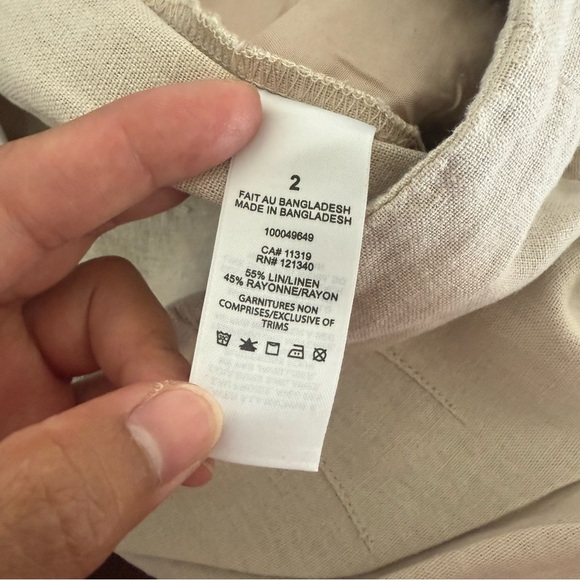 2
FAIT AU BANGLADESH
MADE IN BANGLADESH
100049649
CA# 11319
RN# 121340
55% LIN/LINEN
45% RAYONNE/RAYON
GARNITURES NON
COMPRISES/EXCLUSIVE OF
TRIMS